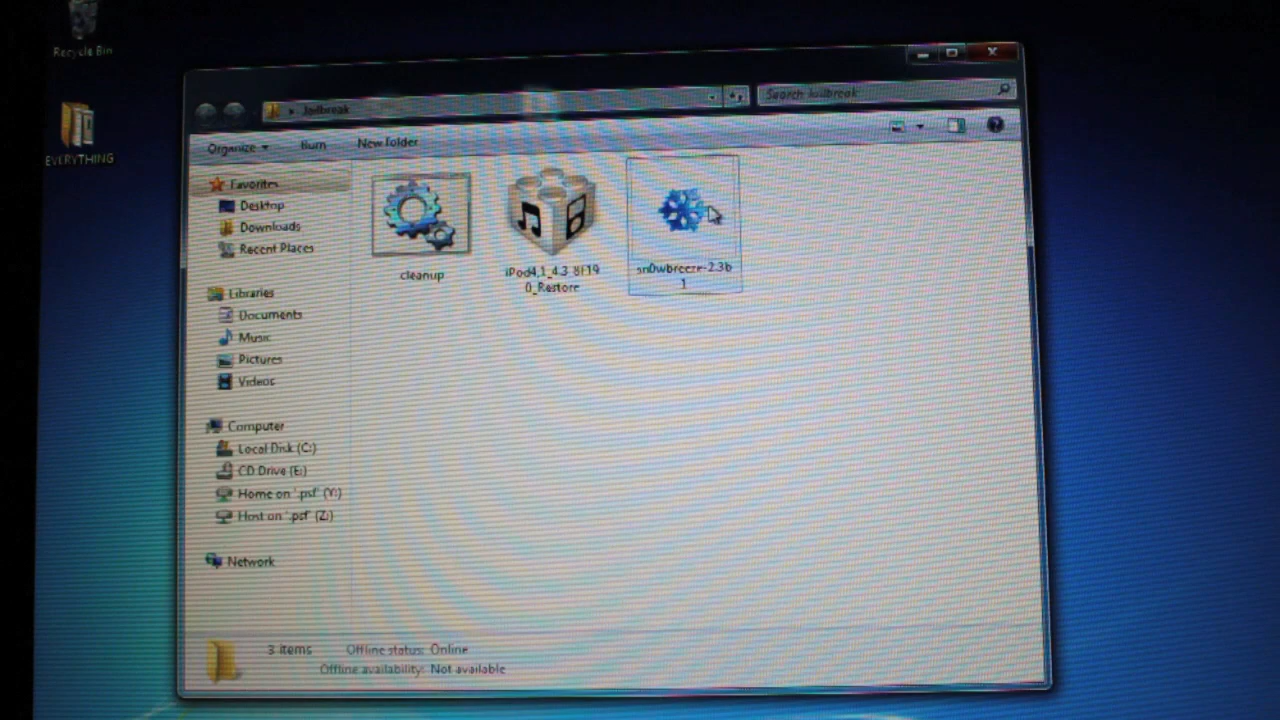 Recycle Bin
EVERYTHING
Jailbreak
Search Jailbreak
Organize
Burn
New folder
Favorites
Desktop
Downloads
Recent Places
Libraries
Documents
Music
Pictures
Videos
Computer
Local Disk (C:)
CD Drive (E:)
Home on '.psf' (Y:)
Host on '.psf' (Z:)
Network
cleanup
iPod4,1_4.3_8F19
0_Restore
sn0wbreeze-2.3b
1
3 items
Offline status: Online
Offline availability: Not available